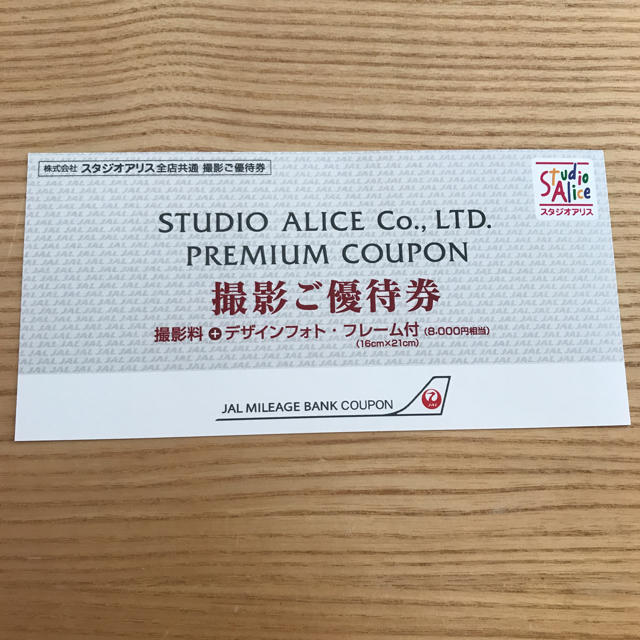 株式会社 スタジオアリス全店共通 撮影ご優待券
Studio
Alice
スタジオアリス
STUDIO ALICE Co., LTD.
PREMIUM COUPON
撮影ご優待券
撮影料+デザインフォト・フレーム付(8,000円相当)
(16cm×21cm)
JAL MILEAGE BANK COUPON
JAL